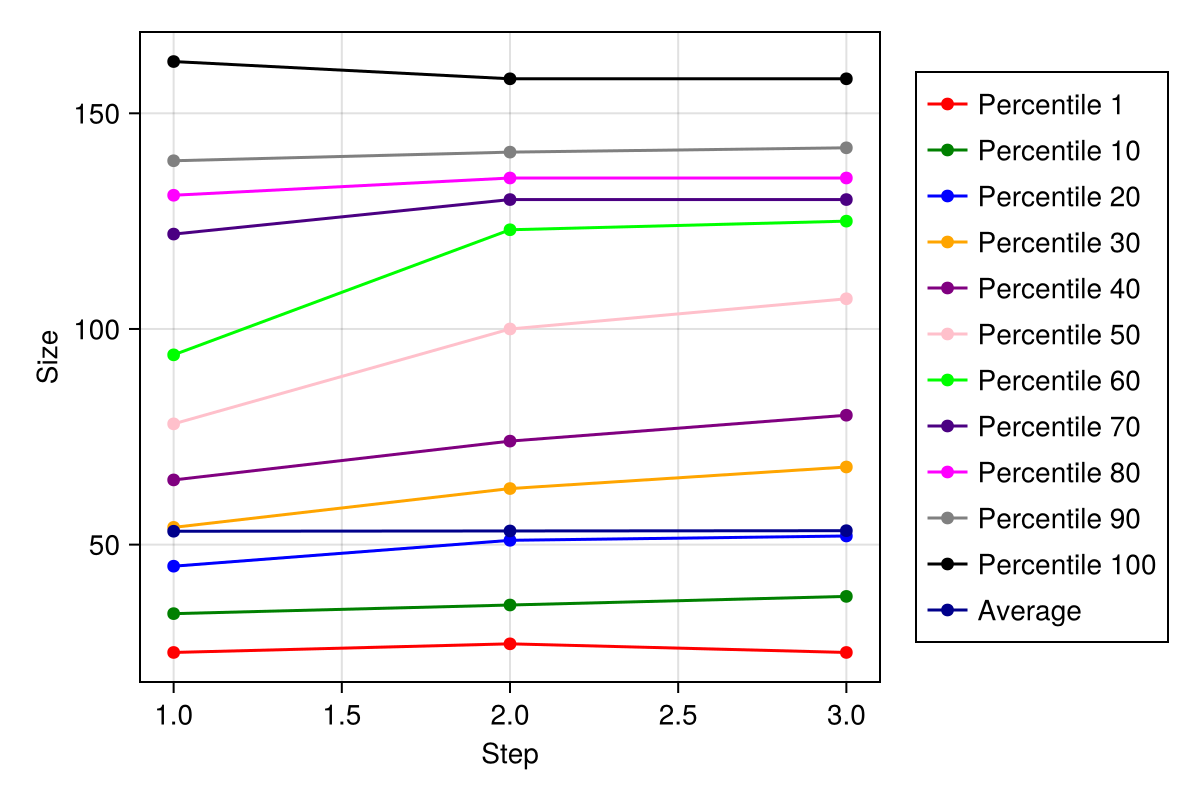 150
100
50
Size
1.0 1.5 2.0 2.5 3.0
Step
Percentile 1
Percentile 10
Percentile 20
Percentile 30
Percentile 40
Percentile 50
Percentile 60
Percentile 70
Percentile 80
Percentile 90
Percentile 100
Average